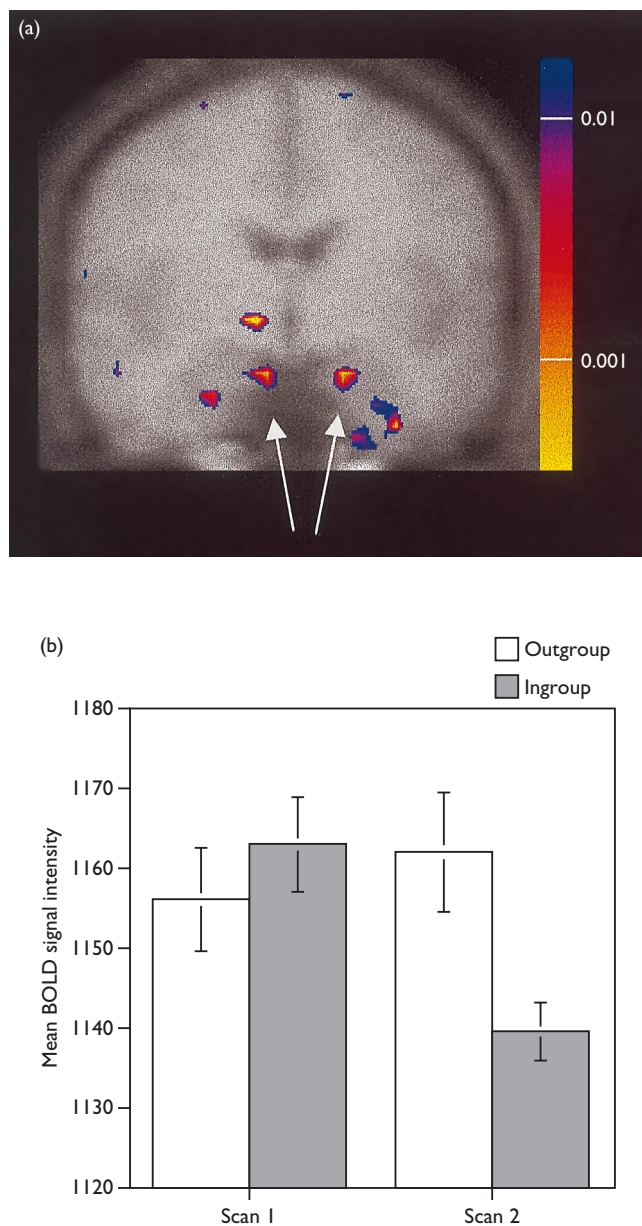 (a)
0.01
0.001
(b)
Outgroup
Ingroup
1180
1170
1160
1150
1140
1130
1120
Mean BOLD signal intensity
Scan 1
Scan 2